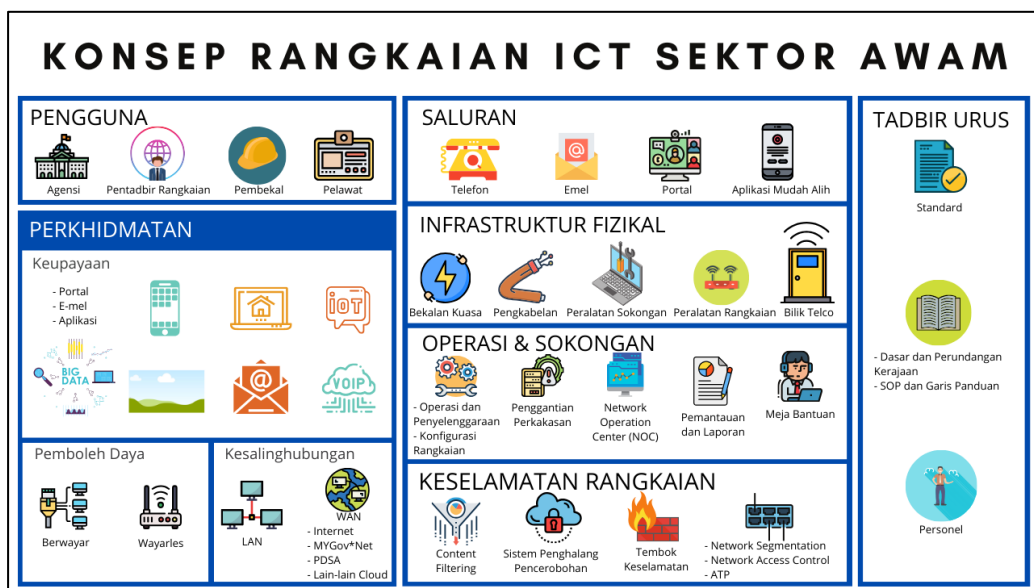 KONSEP RANGKAIAN ICT SEKTOR AWAM
PENGGUNA
Agensi
Pentadbir Rangkaian
Pembekal
Pelawat
PERKHIDMATAN
Keupayaan
- Portal
- E-mel
- Aplikasi
IoT
BIG
DATA
@
VOIP
Pemboleh Daya
Berwayar
Wayarles
Kesalinghubungan
LAN
WAN
- Internet
- MYGov*Net
- PDSA
- Lain-lain Cloud
SALURAN
Telefon
@
Emel
Portal
Aplikasi Mudah Alih
INFRASTRUKTUR FIZIKAL
Bekalan Kuasa
Pengkabelan
Peralatan Sokongan
Peralatan Rangkaian
Bilik Telco
OPERASI & SOKONGAN
- Operasi dan
Penyelenggaraan
- Konfigurasi
Rangkaian
Penggantian
Perkakasan
Network
Operation
Center (NOC)
Pemantauan
dan Laporan
Meja Bantuan
KESELAMATAN RANGKAIAN
Content
Filtering
Sistem Penghalang
Pencerobohan
Tembok
Keselamatan
- Network Segmentation
- Network Access Control
- ATP
TADBIR URUS
Standard
- Dasar dan Perundangan
Kerajaan
- SOP dan Garis Panduan
Personel